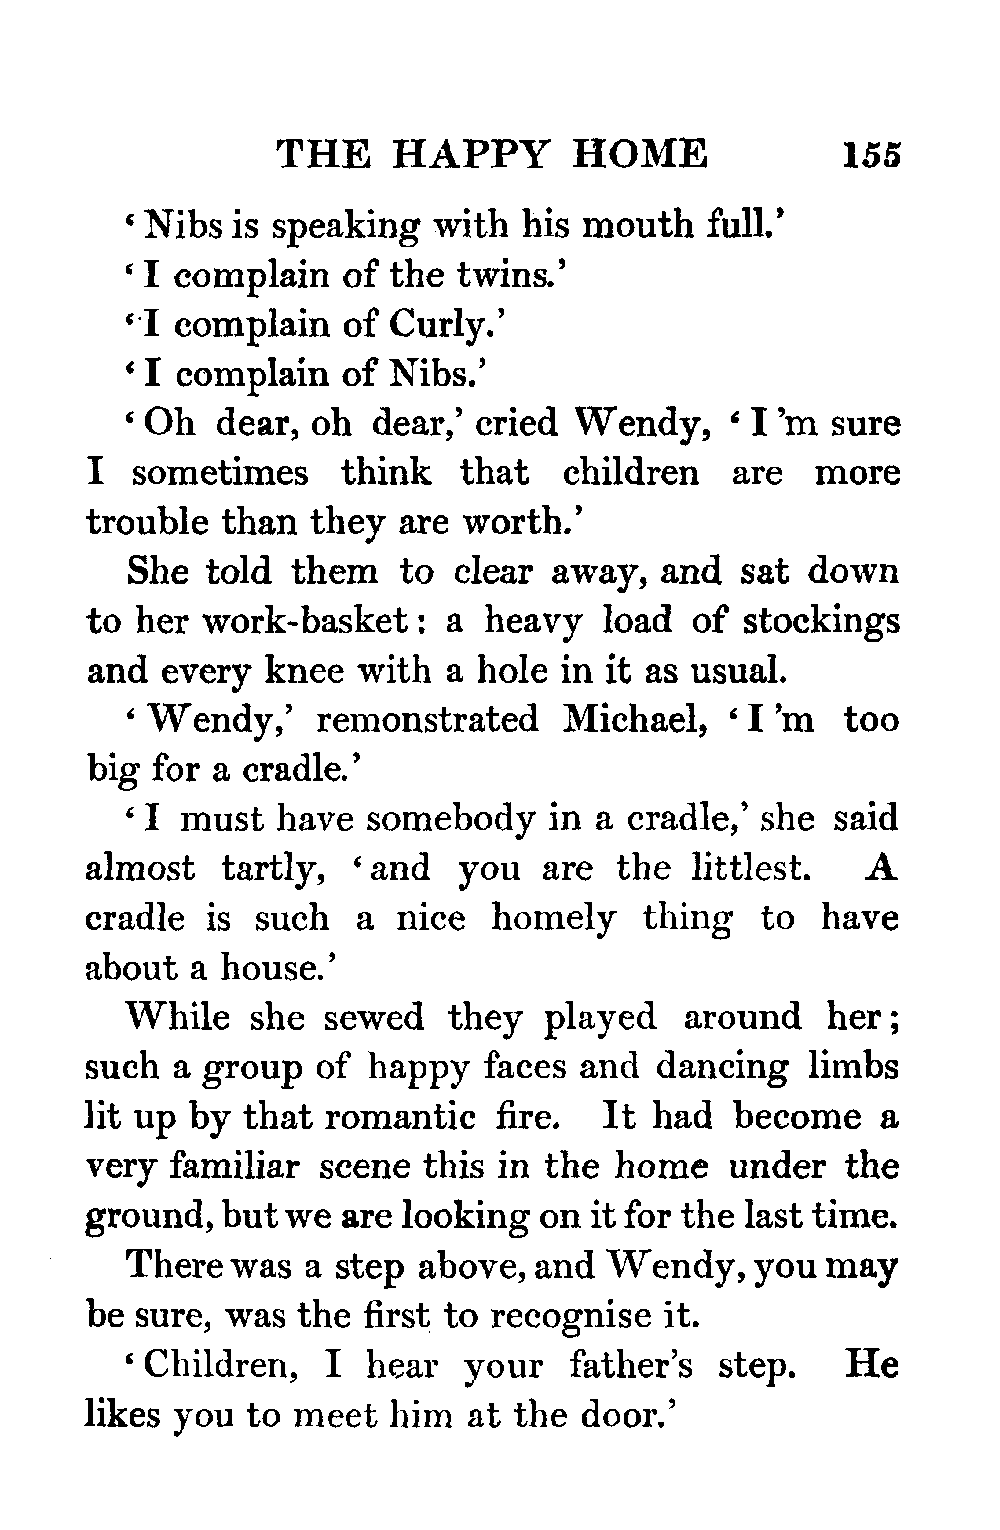 THE HAPPY HOME 155
‘Nibs is speaking with his mouth full.’
‘I complain of the twins.’
‘I complain of Curly.’
‘I complain of Nibs.’
‘Oh dear, oh dear,’ cried Wendy, ‘I ’m sure
I sometimes think that children are more
trouble than they are worth.’
She told them to clear away, and sat down
to her work-basket: a heavy load of stockings
and every knee with a hole in it as usual.
‘Wendy,’ remonstrated Michael, ‘I ’m too
big for a cradle.’
‘I must have somebody in a cradle,’ she said
almost tartly, ‘and you are the littlest. A
cradle is such a nice homely thing to have
about a house.’
While she sewed they played around her;
such a group of happy faces and dancing limbs
lit up by that romantic fire. It had become a
very familiar scene this in the home under the
ground, but we are looking on it for the last time.
There was a step above, and Wendy, you may
be sure, was the first to recognise it.
‘Children, I hear your father’s step. He
likes you to meet him at the door.’